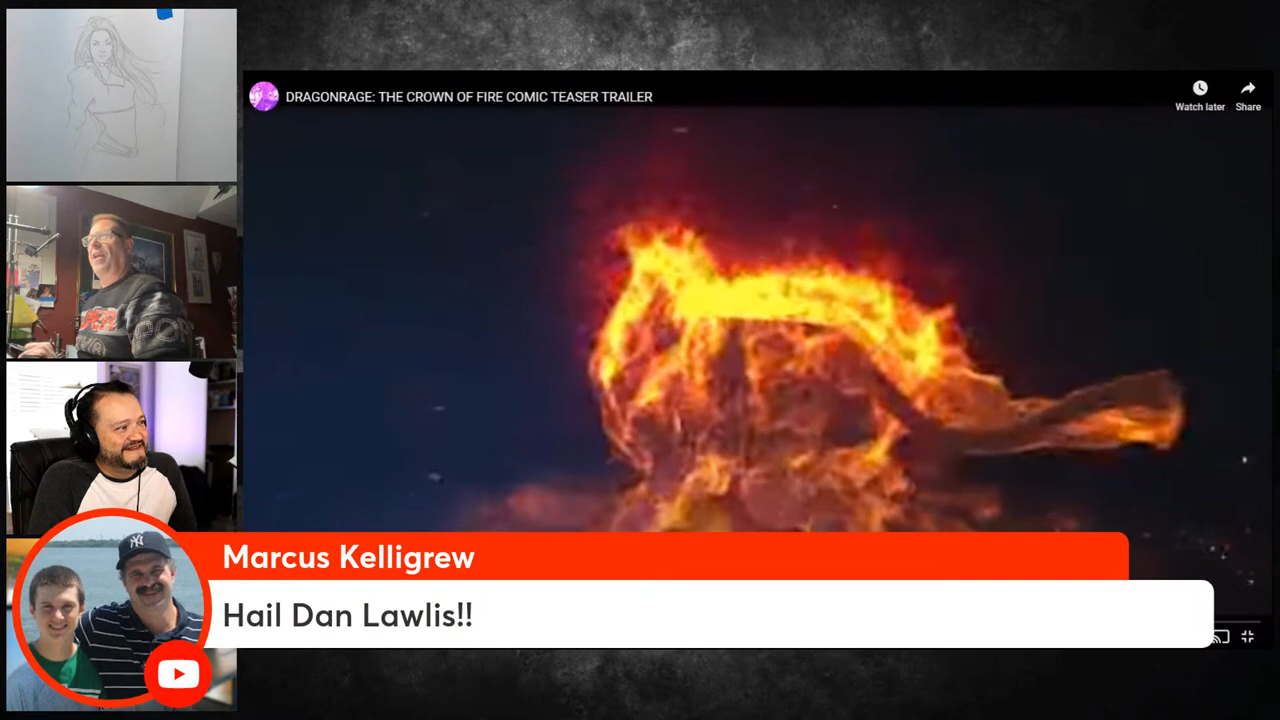 DRAGONRAGE: THE CROWN OF FIRE COMIC TEASER TRAILER
Watch later
Share
Marcus Kelligrew
Hail Dan Lawlis!!